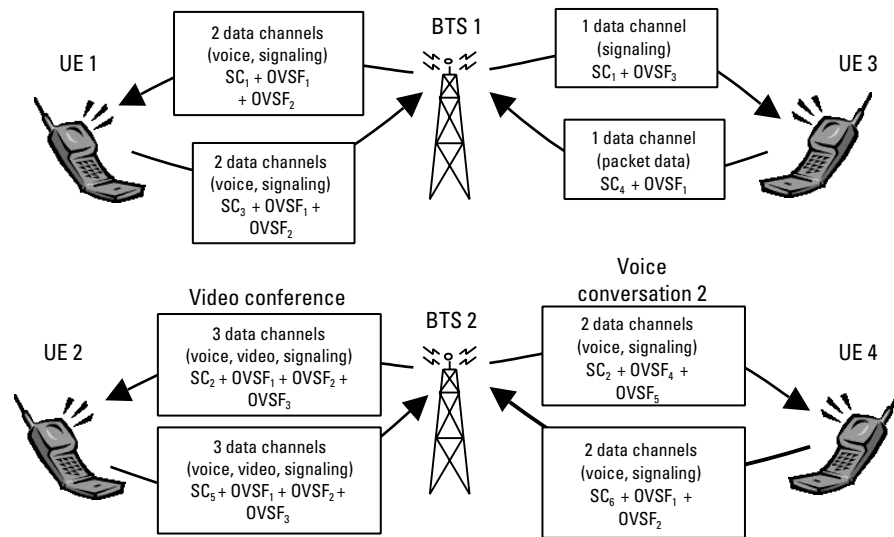 BTS 1
UE 1
2 data channels
(voice, signaling)
SC₁ + OVSF₁
+ OVSF₂
1 data channel
(signaling)
SC₁ + OVSF₃
UE 3
2 data channels
(voice, signaling)
SC₃ + OVSF₁ +
OVSF₂
1 data channel
(packet data)
SC₄ + OVSF₁
Video conference
Voice
conversation 2
BTS 2
UE 2
3 data channels
(voice, video, signaling)
SC₂ + OVSF₁ + OVSF₂ +
OVSF₃
2 data channels
(voice, signaling)
SC₂ + OVSF₄ +
OVSF₅
UE 4
3 data channels
(voice, video, signaling)
SC₅ + OVSF₁ + OVSF₂ +
OVSF₃
2 data channels
(voice, signaling)
SC₆ + OVSF₁ +
OVSF₂